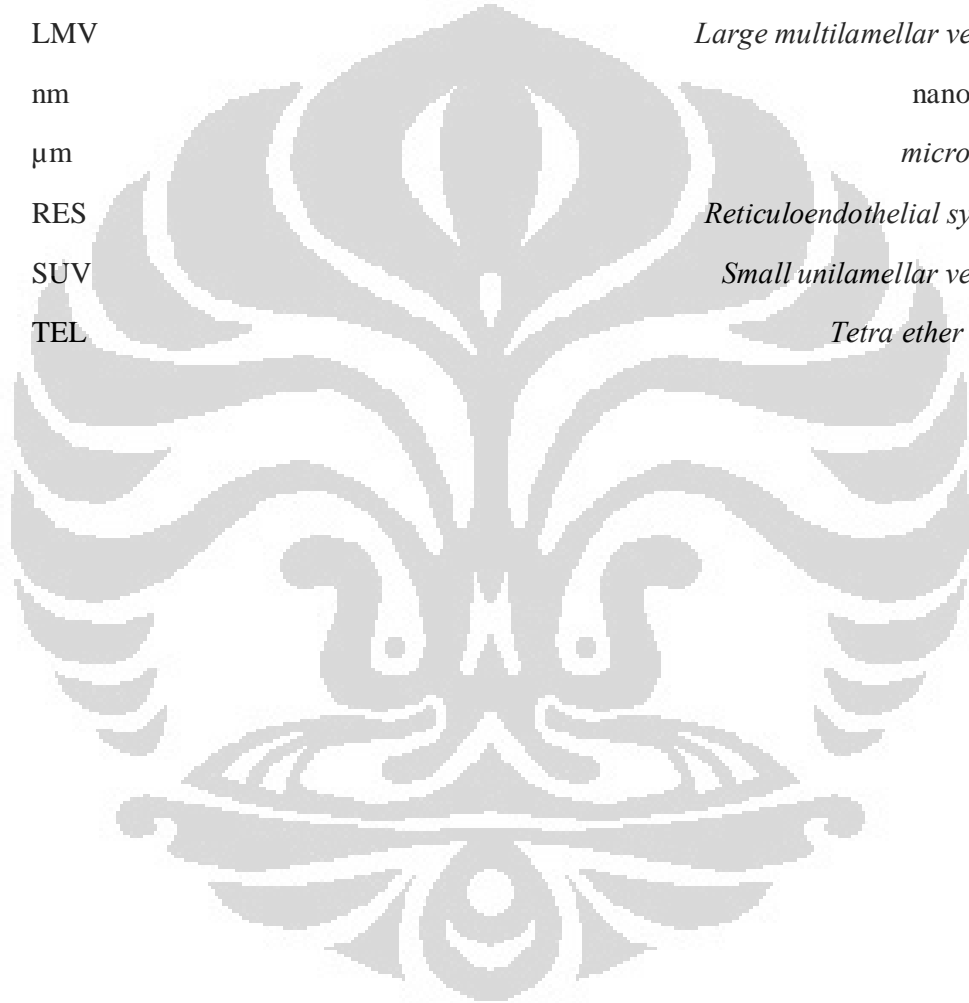 LMV Large multilamellar ve
nm nano
µm micro
RES Reticuloendothelial sy
SUV Small unilamellar ve
TEL Tetra ether